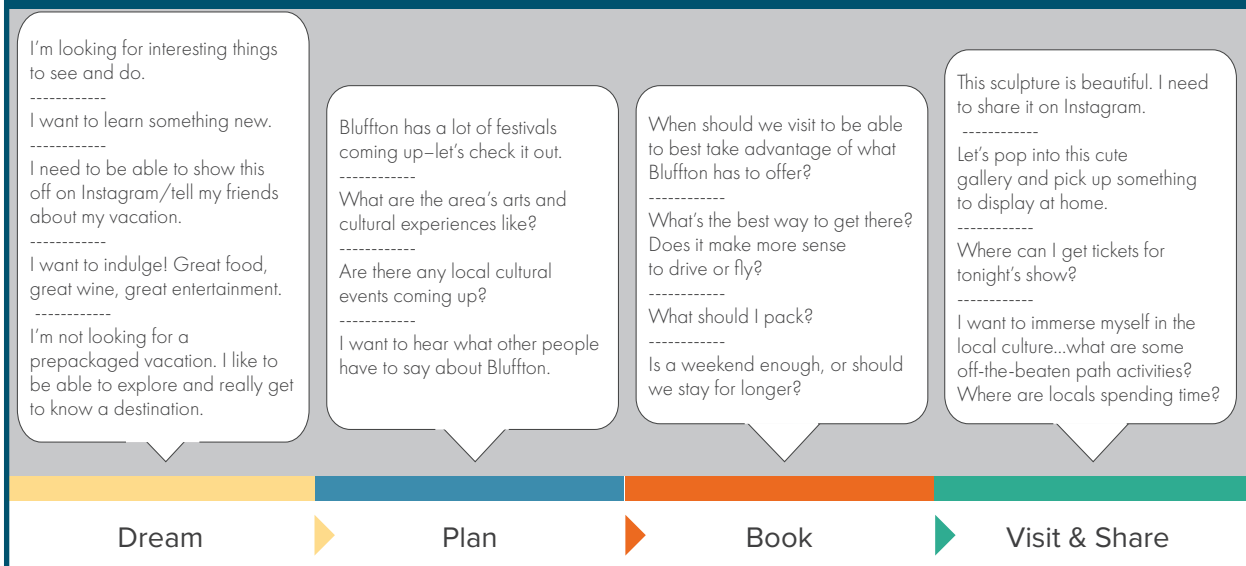 I'm looking for interesting things
to see and do.
------------
I want to learn something new.
------------
I need to be able to show this
off on Instagram/tell my friends
about my vacation.
------------
I want to indulge! Great food,
great wine, great entertainment.
------------
I'm not looking for a
prepackaged vacation. I like to
be able to explore and really get
to know a destination.
Bluffton has a lot of festivals
coming up–let's check it out.
------------
What are the area's arts and
cultural experiences like?
------------
Are there any local cultural
events coming up?
------------
I want to hear what other people
have to say about Bluffton.
When should we visit to be able
to best take advantage of what
Bluffton has to offer?
------------
What's the best way to get there?
Does it make more sense
to drive or fly?
------------
What should I pack?
------------
Is a weekend enough, or should
we stay for longer?
This sculpture is beautiful. I need
to share it on Instagram.
------------
Let's pop into this cute
gallery and pick up something
to display at home.
------------
Where can I get tickets for
tonight's show?
------------
I want to immerse myself in the
local culture...what are some
off-the-beaten path activities?
Where are locals spending time?
Dream
Plan
Book
Visit & Share